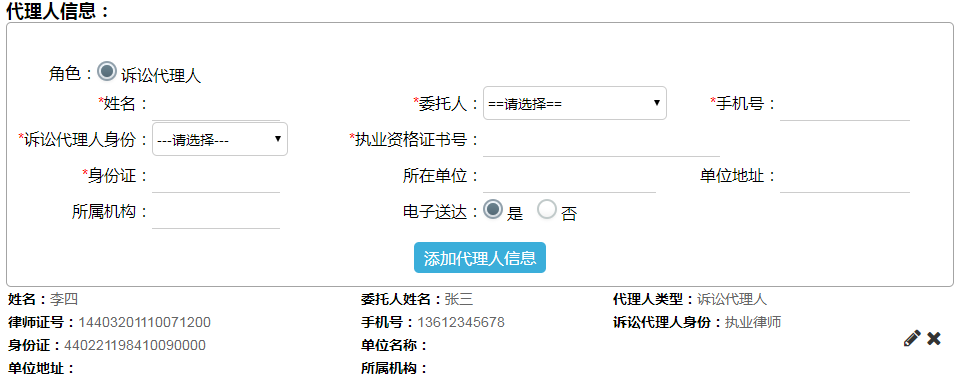 代理人信息：
角色：诉讼代理人
*姓名： *委托人：==请选择== *手机号：
*诉讼代理人身份：---请选择--- *执业资格证书号：
*身份证： 所在单位： 单位地址：
所属机构： 电子送达：是 否
添加代理人信息
姓名：李四 委托人姓名：张三 代理人类型：诉讼代理人
律师证号：14403201110071200 手机号：13612345678 诉讼代理人身份：执业律师
身份证：440221198410090000 单位名称：
单位地址： 所属机构：